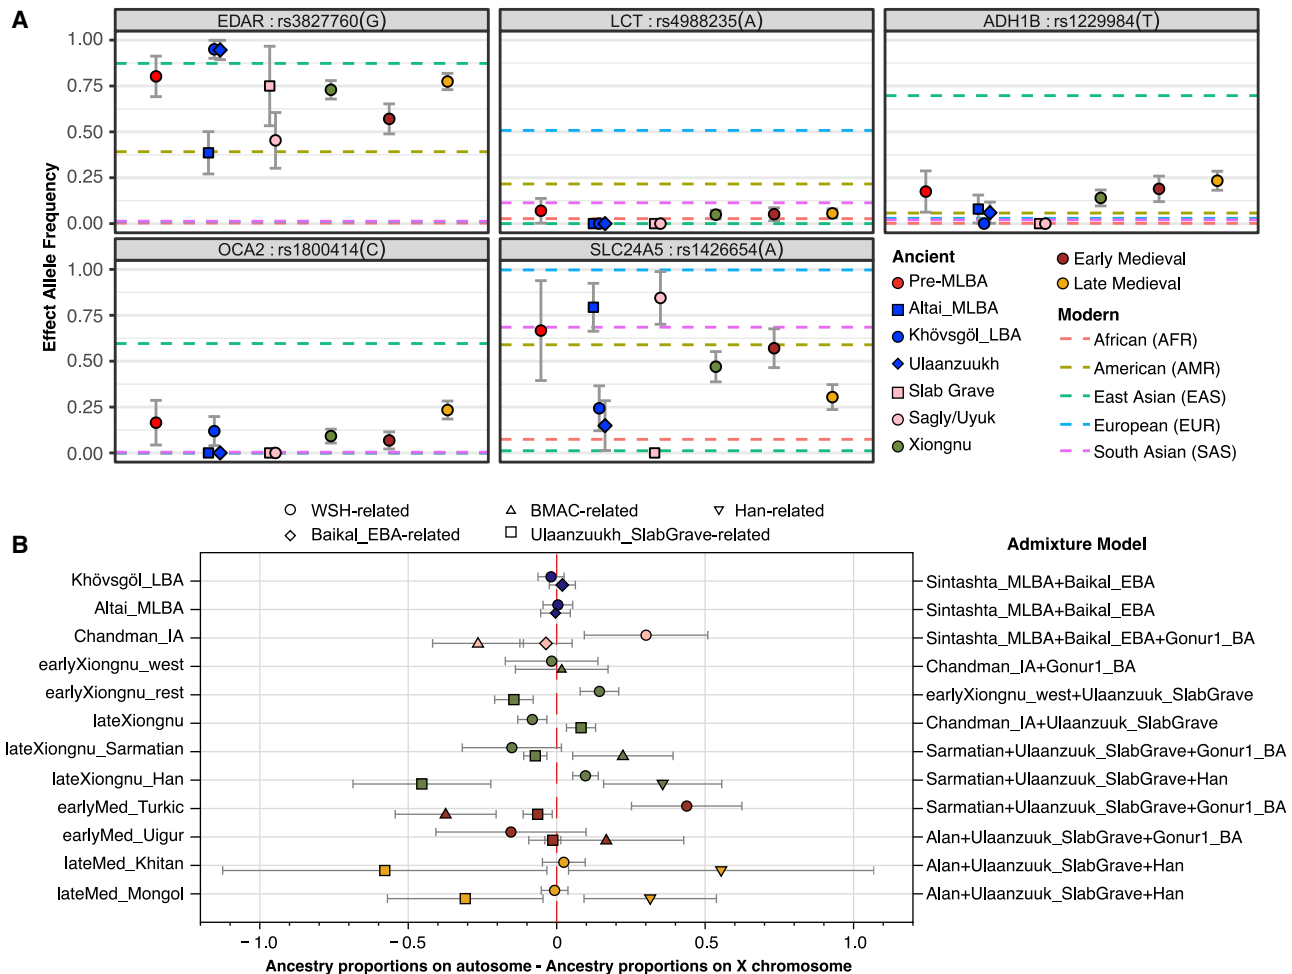 A
EDAR : rs3827760(G)
LCT : rs4988235(A)
ADH1B : rs1229984(T)
1.00
0.75
0.50
0.25
0.00
OCA2 : rs1800414(C)
SLC24A5 : rs1426654(A)
1.00
0.75
0.50
0.25
0.00
Effect Allele Frequency
Ancient
Pre-MLBA
Altai_MLBA
Khövsgöl_LBA
Ulaanzuukh
Slab Grave
Sagly/Uyuk
Xiongnu
Early Medieval
Late Medieval
Modern
African (AFR)
American (AMR)
East Asian (EAS)
European (EUR)
South Asian (SAS)
WSH-related
BMAC-related
Han-related
Baikal_EBA-related
Ulaanzuukh_SlabGrave-related
B
Admixture Model
Khövsgöl_LBA
Sintashta_MLBA+Baikal_EBA
Altai_MLBA
Sintashta_MLBA+Baikal_EBA
Chandman_IA
Sintashta_MLBA+Baikal_EBA+Gonur1_BA
earlyXiongnu_west
Chandman_IA+Gonur1_BA
earlyXiongnu_rest
earlyXiongnu_west+Ulaanzuuk_SlabGrave
lateXiongnu
Chandman_IA+Ulaanzuuk_SlabGrave
lateXiongnu_Sarmatian
Sarmatian+Ulaanzuuk_SlabGrave+Gonur1_BA
lateXiongnu_Han
Sarmatian+Ulaanzuuk_SlabGrave+Han
earlyMed_Turkic
Sarmatian+Ulaanzuuk_SlabGrave+Gonur1_BA
earlyMed_Uigur
Alan+Ulaanzuuk_SlabGrave+Gonur1_BA
lateMed_Khitan
Alan+Ulaanzuuk_SlabGrave+Han
lateMed_Mongol
Alan+Ulaanzuuk_SlabGrave+Han
−1.0
−0.5
0
0.5
1.0
Ancestry proportions on autosome - Ancestry proportions on X chromosome